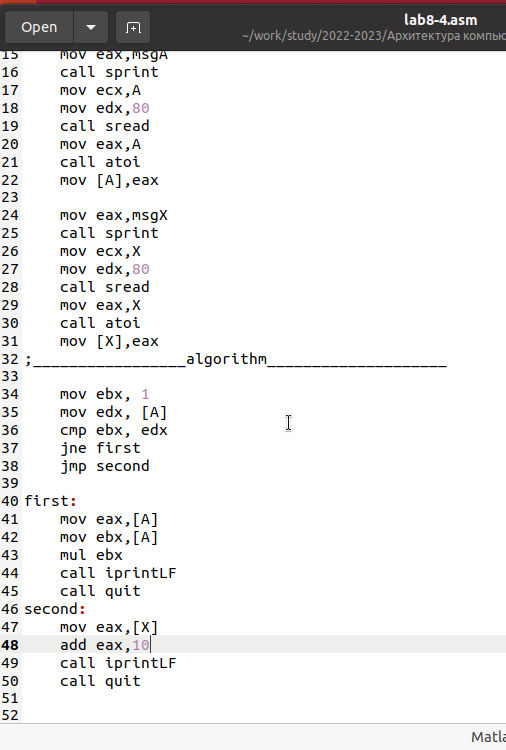 Open
lab8-4.asm
~/work/study/2022-2023/Архитектура компью
15 mov eax,msgA
16 call sprint
17 mov ecx,A
18 mov edx,80
19 call sread
20 mov eax,A
21 call atoi
22 mov [A],eax
23
24 mov eax,msgX
25 call sprint
26 mov ecx,X
27 mov edx,80
28 call sread
29 mov eax,X
30 call atoi
31 mov [X],eax
32 ;_________________algorithm____________________
33
34 mov ebx, 1
35 mov edx, [A]
36 cmp ebx, edx
37 jne first
38 jmp second
39
40 first:
41 mov eax,[A]
42 mov ebx,[A]
43 mul ebx
44 call iprintLF
45 call quit
46 second:
47 mov eax,[X]
48 add eax,10
49 call iprintLF
50 call quit
51
52
Matla